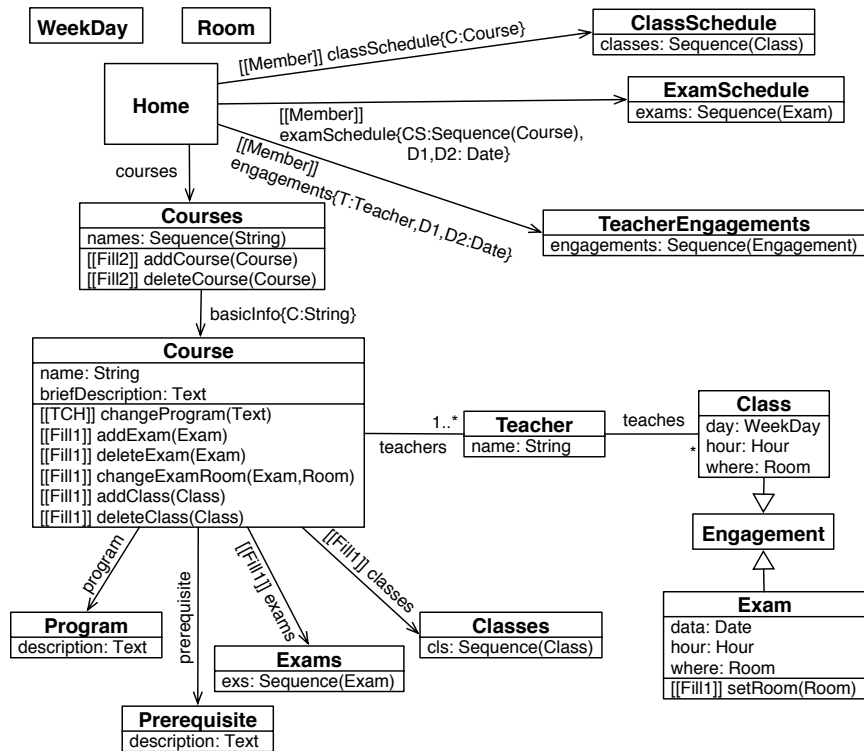 WeekDay
Room
ClassSchedule
classes: Sequence(Class)
[[Member]] classSchedule{C:Course}
Home
ExamSchedule
exams: Sequence(Exam)
[[Member]]
examSchedule{CS:Sequence(Course),
D1,D2: Date}
[[Member]]
engagements{T:Teacher,D1,D2:Date}
courses
Courses
names: Sequence(String)
[[Fill2]] addCourse(Course)
[[Fill2]] deleteCourse(Course)
TeacherEngagements
engagements: Sequence(Engagement)
basicInfo{C:String}
Course
name: String
briefDescription: Text
[[TCH]] changeProgram(Text)
[[Fill1]] addExam(Exam)
[[Fill1]] deleteExam(Exam)
[[Fill1]] changeExamRoom(Exam,Room)
[[Fill1]] addClass(Class)
[[Fill1]] deleteClass(Class)
1..*
teachers
Teacher
name: String
teaches
*
Class
day: WeekDay
hour: Hour
where: Room
Engagement
Exam
data: Date
hour: Hour
where: Room
[[Fill1]] setRoom(Room)
program
prerequisite
[[Fill1]] exams
[[Fill1]] classes
Program
description: Text
Classes
cls: Sequence(Class)
Exams
exs: Sequence(Exam)
Prerequisite
description: Text